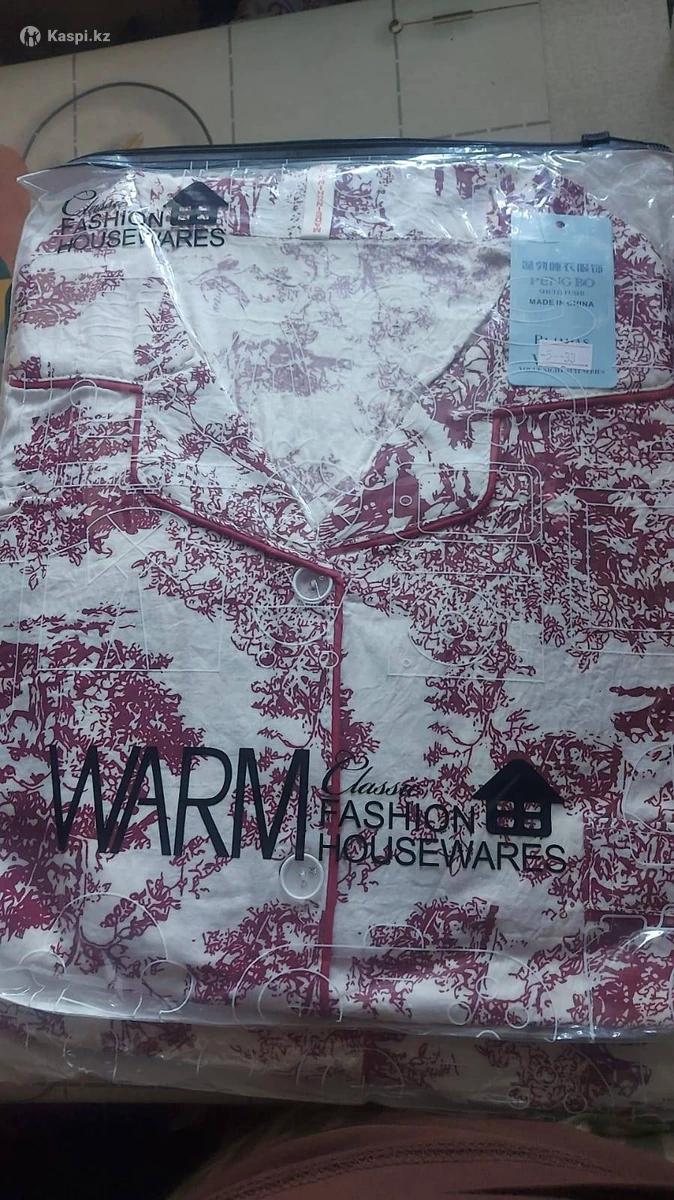 Kaspi.kz
Classic
FASHION
HOUSEWARES
PENG BO
MADE IN CHINA
WARM
Classic
FASHION
HOUSEWARES